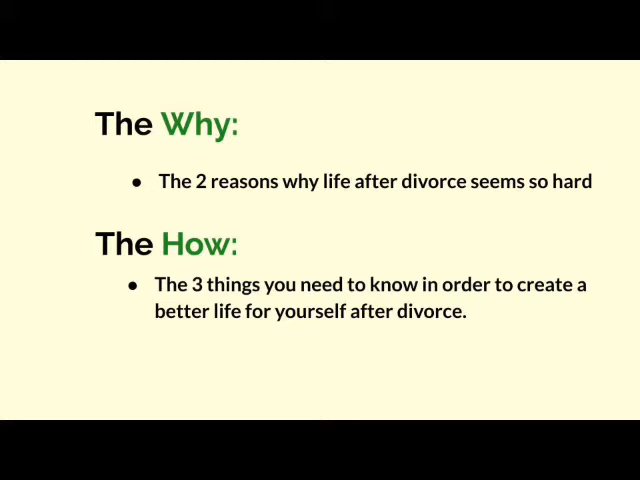 The Why:
● The 2 reasons why life after divorce seems so hard
The How:
● The 3 things you need to know in order to create a
better life for yourself after divorce.